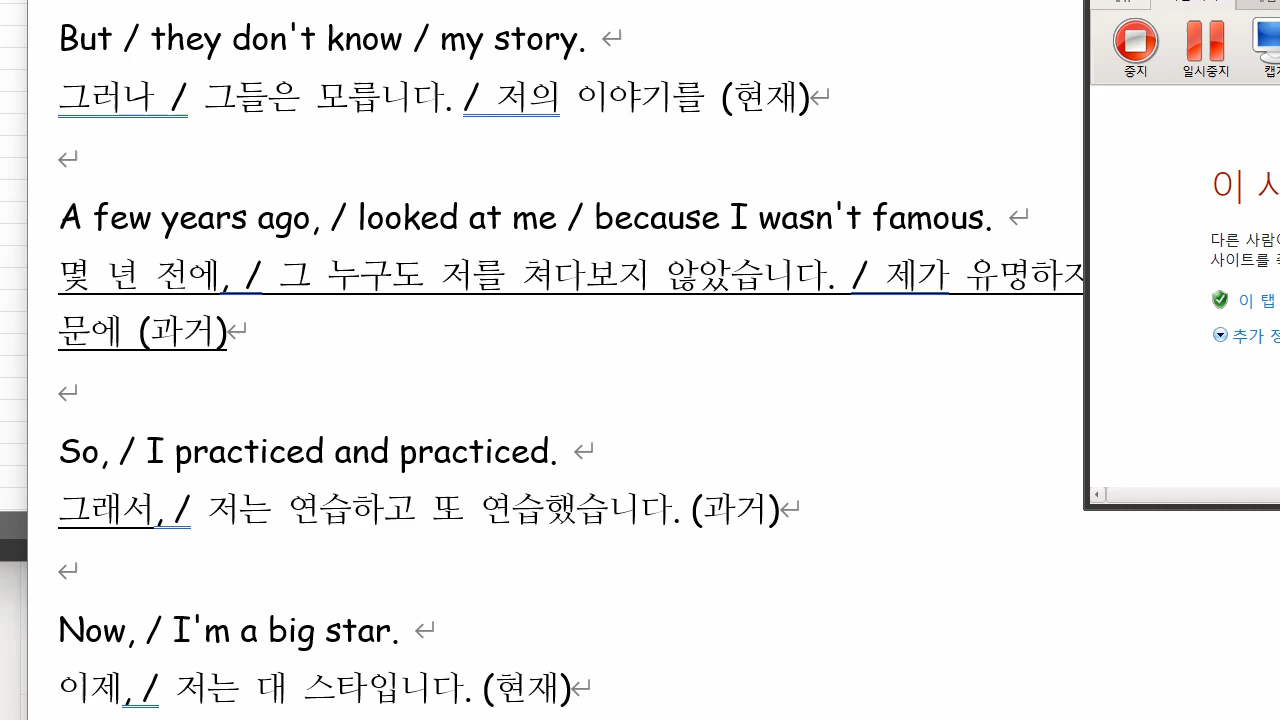 But / they don't know / my story.
그러나 / 그들은 모릅니다. / 저의 이야기를 (현재)
A few years ago, / looked at me / because I wasn't famous.
몇 년 전에, / 그 누구도 저를 쳐다보지 않았습니다. / 제가 유명하지
문에 (과거)
So, / I practiced and practiced.
그래서, / 저는 연습하고 또 연습했습니다. (과거)
Now, / I'm a big star.
이제, / 저는 대 스타입니다. (현재)
중지 일시중지
이
다른 사람
사이트를
이 탭
추가